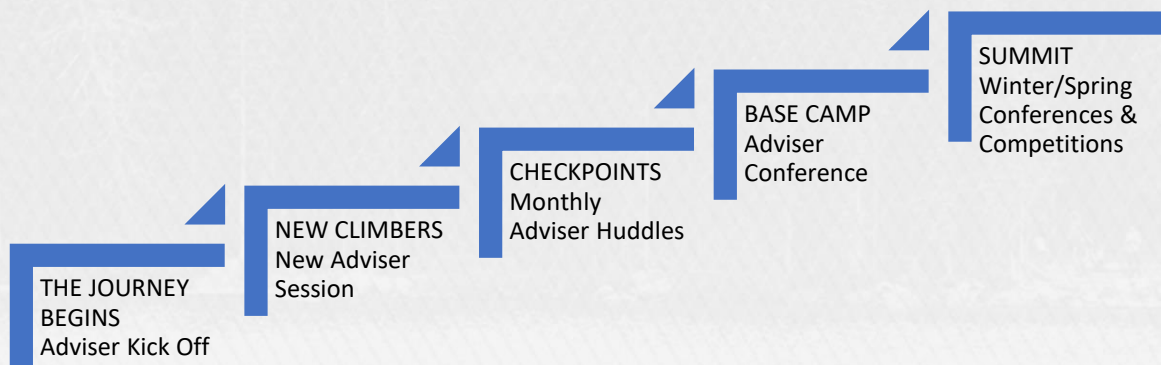 THE JOURNEY
BEGINS
Adviser Kick Off
NEW CLIMBERS
New Adviser
Session
CHECKPOINTS
Monthly
Adviser Huddles
BASE CAMP
Adviser
Conference
SUMMIT
Winter/Spring
Conferences &
Competitions